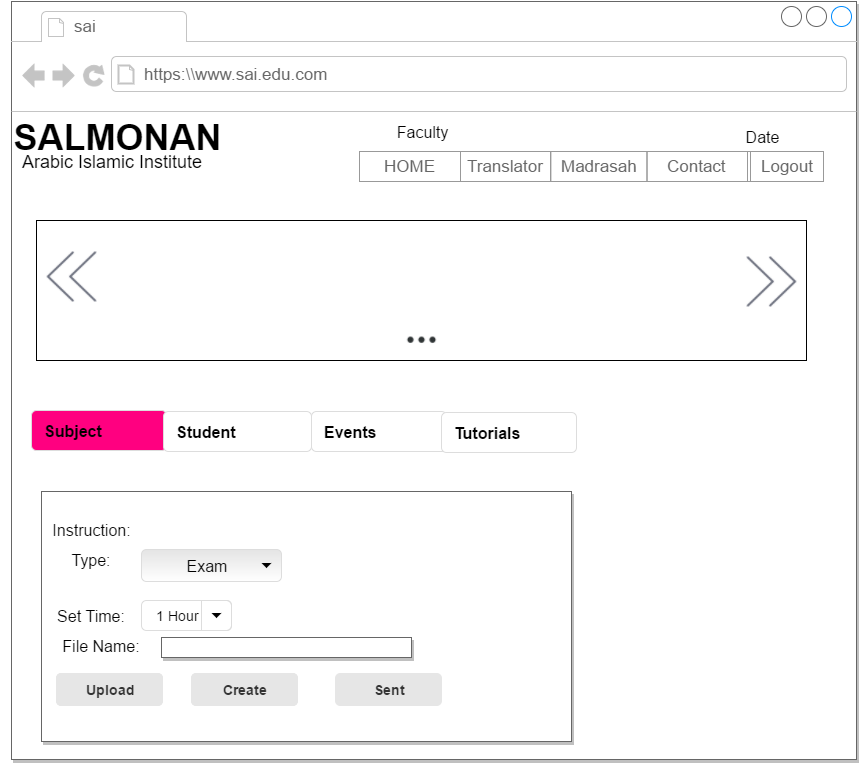 sai
https:\\www.sai.edu.com
SALMONAN
Arabic Islamic Institute
Faculty
Date
HOME Translator Madrasah Contact Logout
Subject Student Events Tutorials
Instruction:
Type: Exam
Set Time: 1 Hour
File Name:
Upload Create Sent